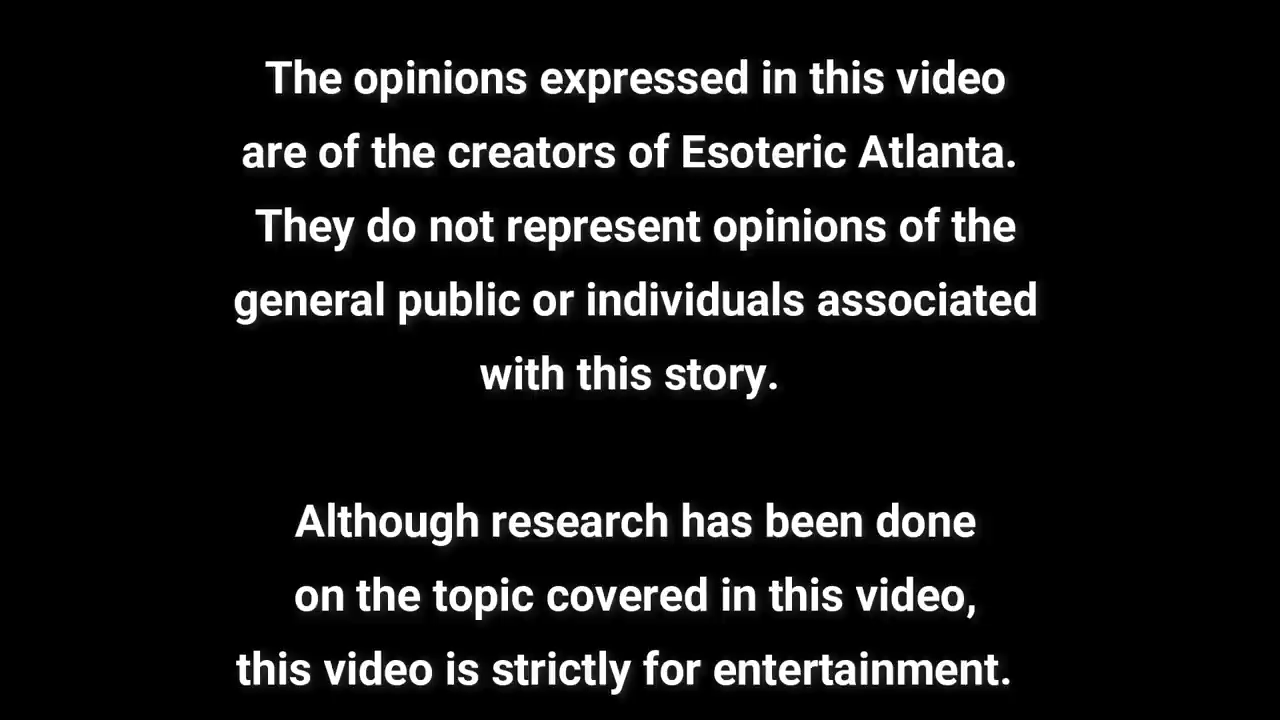 The opinions expressed in this video
are of the creators of Esoteric Atlanta.
They do not represent opinions of the
general public or individuals associated
with this story.
Although research has been done
on the topic covered in this video,
this video is strictly for entertainment.